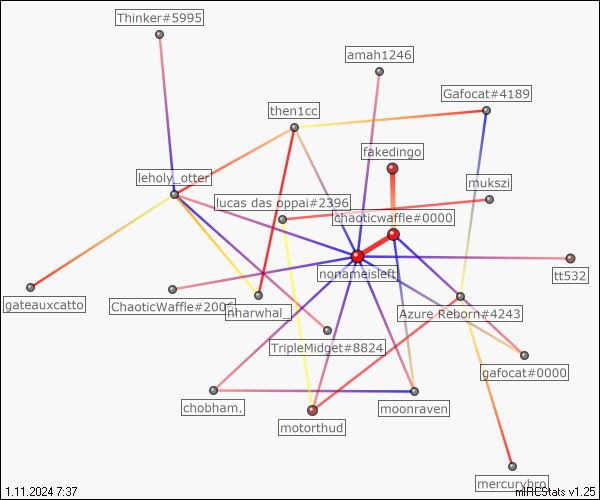 Thinker#5995
amah1246
Gafocat#4189
then1cc
fakedingo
leholy_otter
mukszi
lucas das oppai#2396
chaoticwaffle#0000
nonameisleft
tt532
gateauxcatto
ChaoticWaffle#2006
nharwhal_
Azure Reborn#4243
TripleMidget#8824
gafocat#0000
chobham.
moonraven
motorthud
mercurybro
1.11.2024 7:37
mIRCStats v1.25